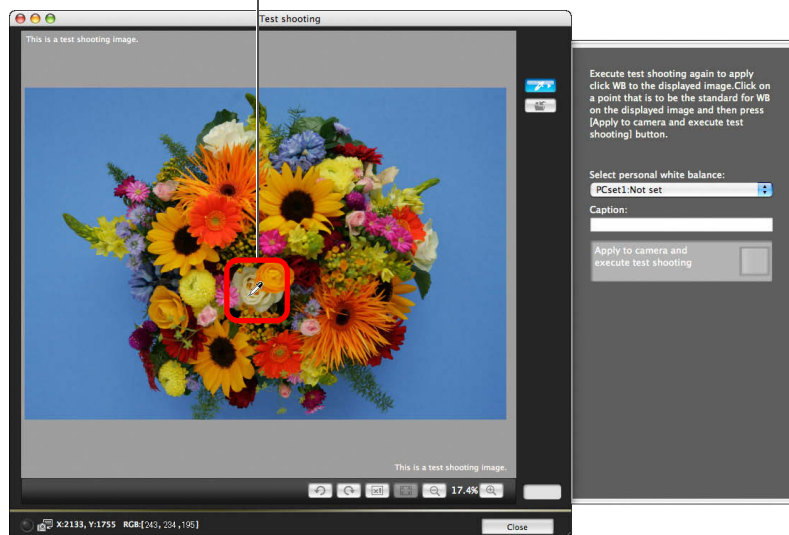 Test shooting
This is a test shooting image.
Execute test shooting again to apply
click WB to the displayed image.Click on
a point that is to be the standard for WB
on the displayed image and then press
[Apply to camera and execute test
shooting] button.
Select personal white balance:
PCset1:Not set
Caption:
Apply to camera and
execute test shooting
This is a test shooting image.
x1
17.4%
X:2133, Y:1755 RGB:[243, 234 ,195]
Close